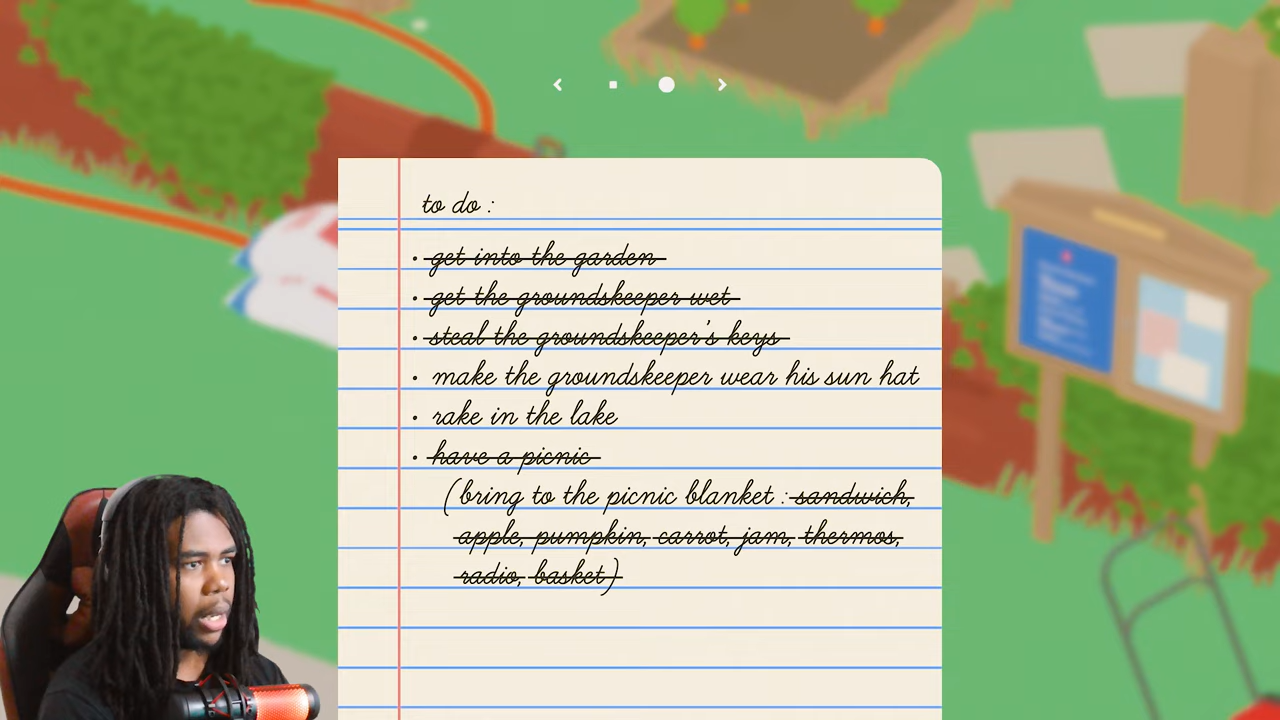 to do :
• get into the garden
• get the groundskeeper wet
• steal the groundskeeper's keys
• make the groundskeeper wear his sun hat
• rake in the lake
• have a picnic
(bring to the picnic blanket : sandwich,
apple, pumpkin, carrot, jam, thermos,
radio, basket)